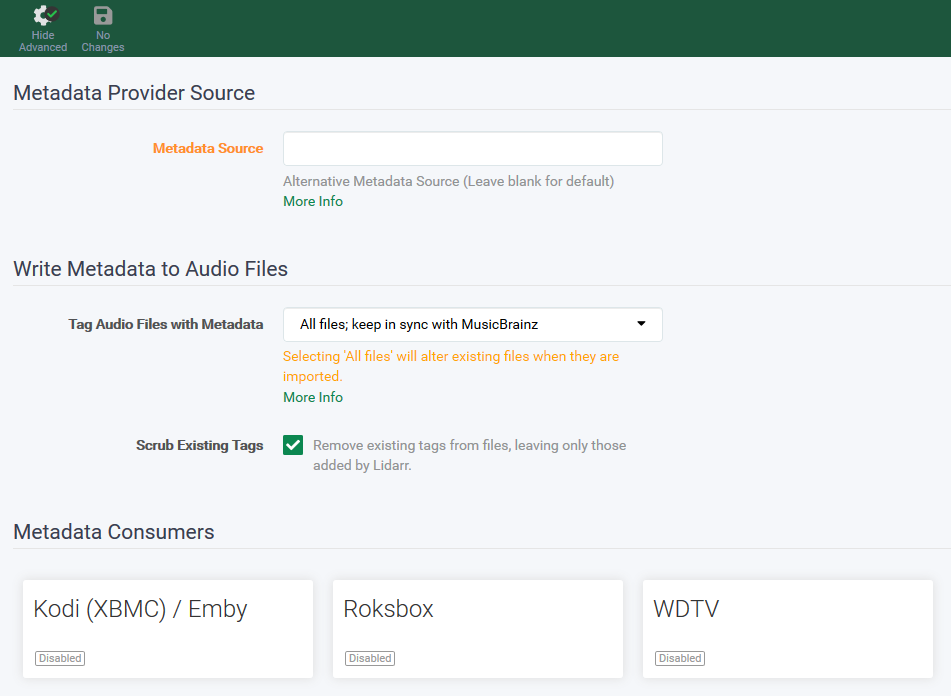 Hide
Advanced
No
Changes
Metadata Provider Source
Metadata Source
Alternative Metadata Source (Leave blank for default)
More Info
Write Metadata to Audio Files
Tag Audio Files with Metadata
All files; keep in sync with MusicBrainz
Selecting 'All files' will alter existing files when they are
imported.
More Info
Scrub Existing Tags
Remove existing tags from files, leaving only those
added by Lidarr.
Metadata Consumers
Kodi (XBMC) / Emby
Disabled
Roksbox
Disabled
WDTV
Disabled